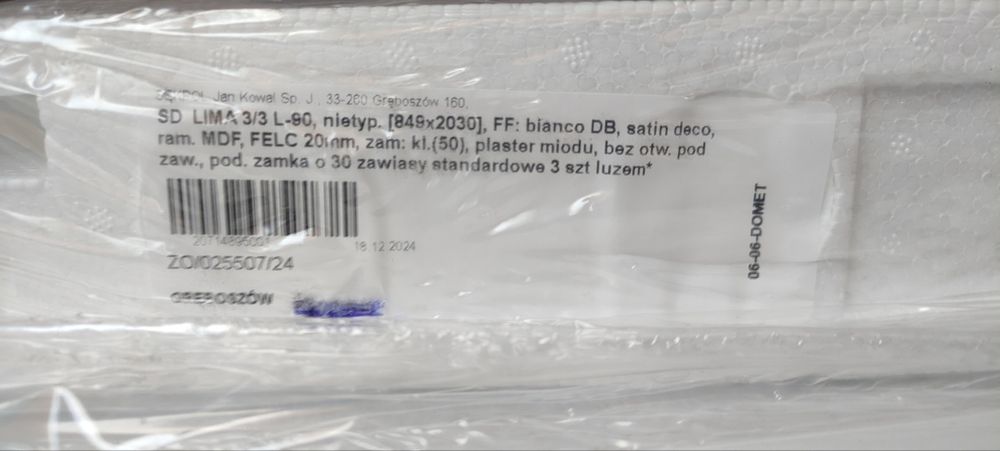 Jan Kowal Sp. J., 33-260 Gręboszów 160,
SD LIMA 3/3 L-90, nietyp. [849x2030], FF: bianco DB, satin deco,
ram. MDF, FELC 20mm, zam: kl.(50), plaster miodu, bez otw. pod
zaw., pod. zamka o 30 zawiasy standardowe 3 szt luzem*
18.12.2024
ZO/025507/24
GRĘBOSZÓW
06-06-DOMET